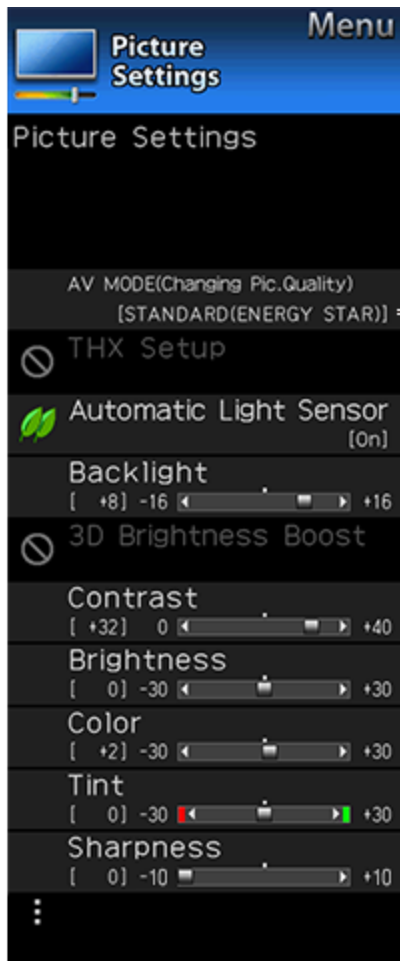 Menu
Picture
Settings
Picture Settings
AV MODE(Changing Pic.Quality)
[STANDARD(ENERGY STAR)]
THX Setup
Automatic Light Sensor
[On]
Backlight
[ +8] -16 +16
3D Brightness Boost
Contrast
[ +32] 0 +40
Brightness
[ 0] -30 +30
Color
[ +2] -30 +30
Tint
[ 0] -30 +30
Sharpness
[ 0] -10 +10